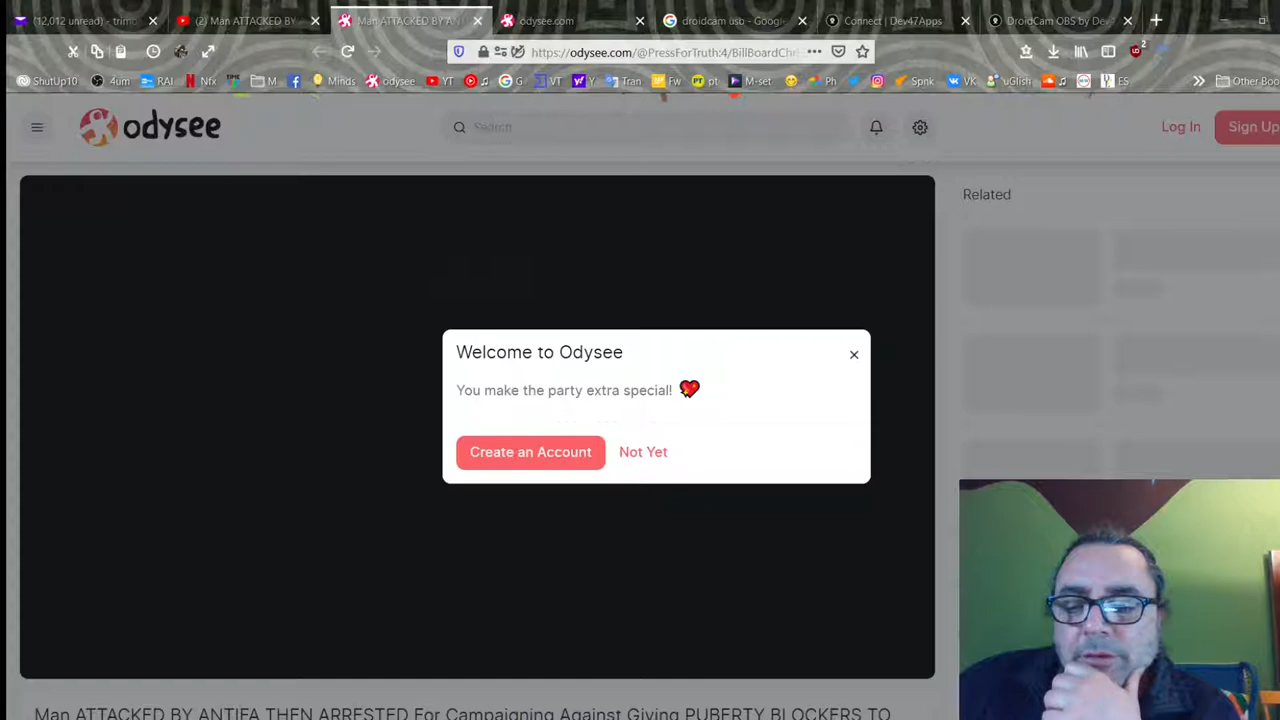 (12,012 unread) - trimo
(2) Man ATTACKED BY
Man ATTACKED BY AN
odysee.com
droidcam usb - Googl
Connect | Dev47Apps
DroidCam OBS by Dev4
https://odysee.com/@PressForTruth:4/BillBoardChr
2
ShutUp10
4um
RAI
Nfx
M
Minds
odysee
YT
G
VT
Y
Tran
Fw
pt
M-set
Ph
Spnk
VK
uGlish
ES
Other Boo
odysee
Search
Log In
Sign Up
Related
Welcome to Odysee
You make the party extra special!
Create an Account
Not Yet
Man ATTACKED BY ANTIFA THEN ARRESTED For Campaigning Against Giving PUBERTY BLOCKERS TO